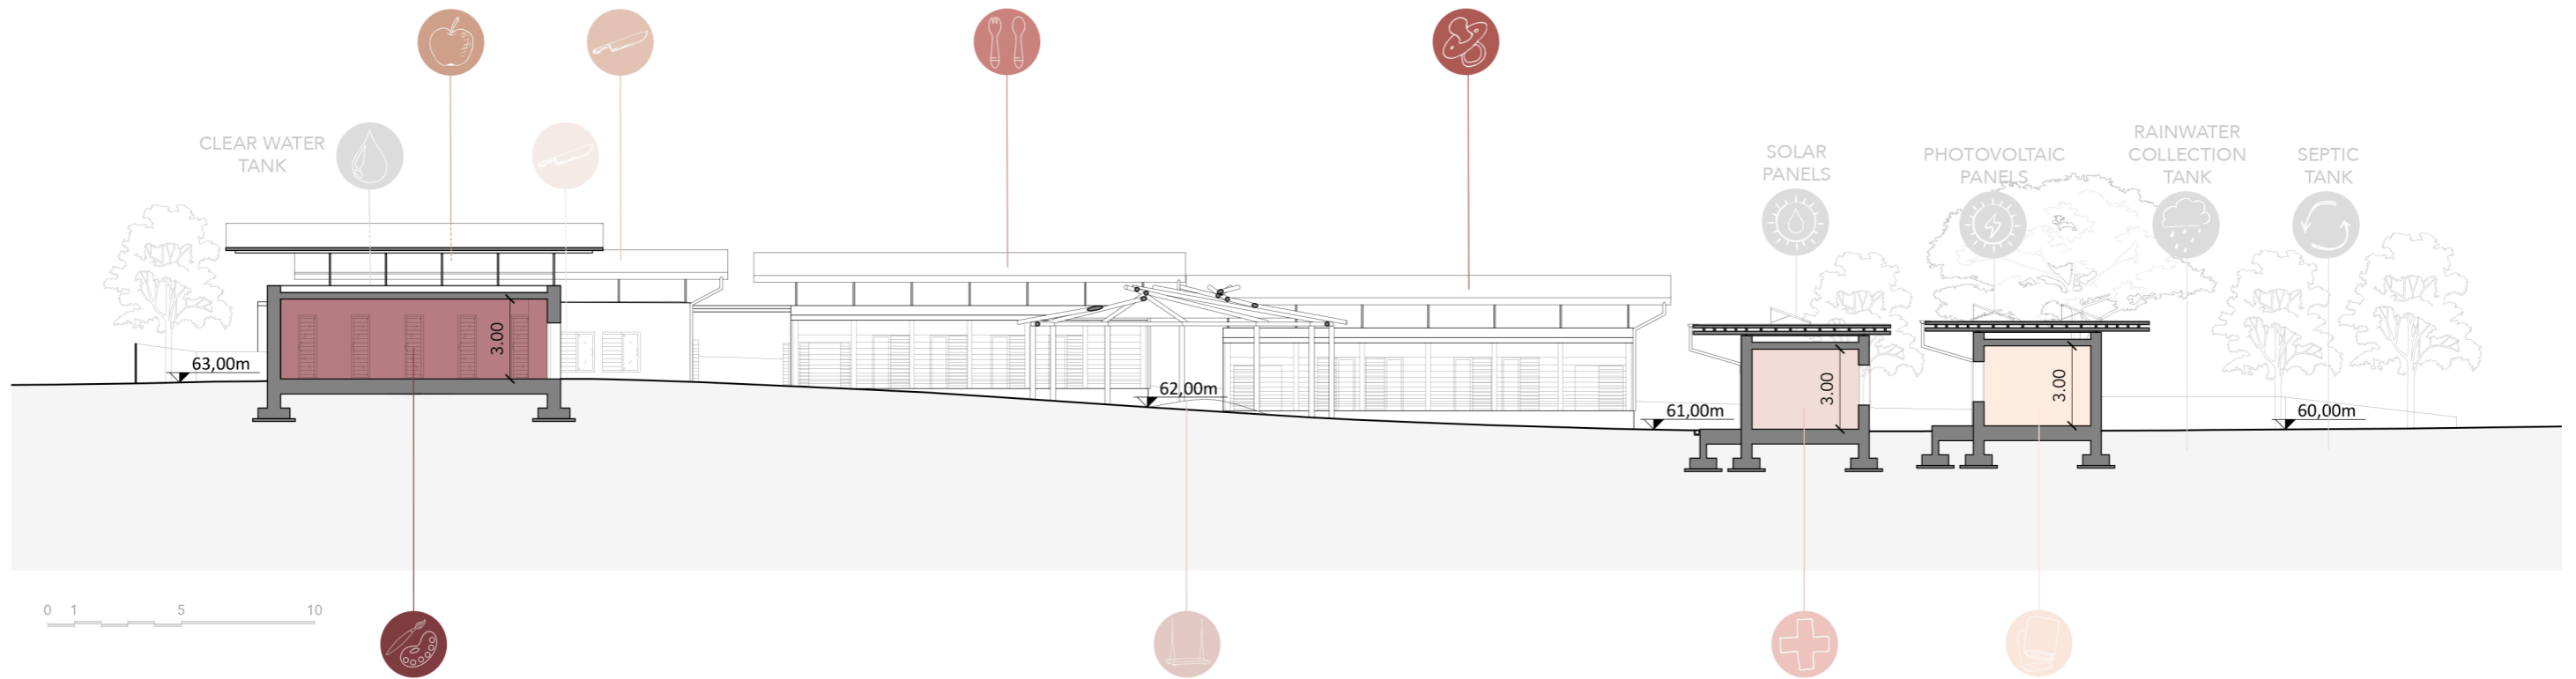 CLEAR WATER
TANK
SOLAR
PANELS
PHOTOVOLTAIC
PANELS
RAINWATER
COLLECTION
TANK
SEPTIC
TANK
63,00m
3.00
62,00m
61,00m
3.00
3.00
60,00m
0 1 5 10